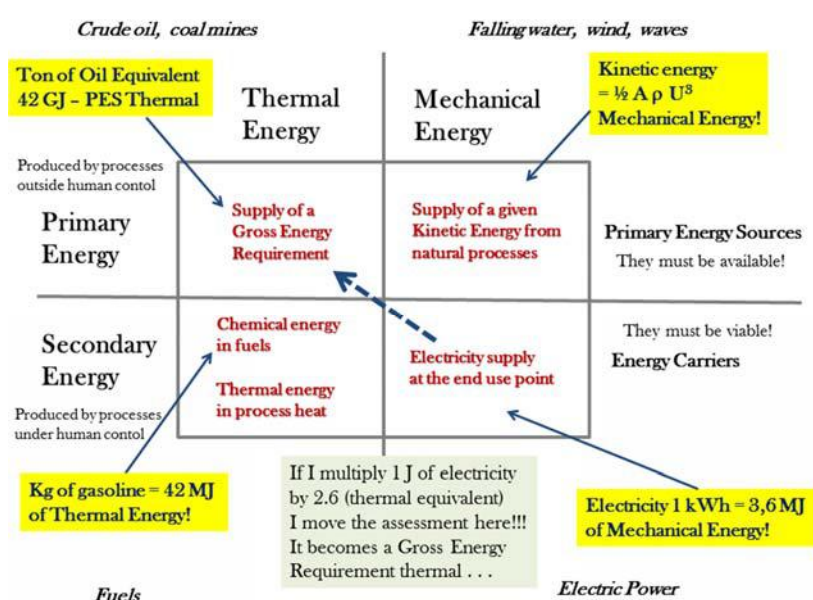 Crude oil, coal mines
Falling water, wind, waves
Ton of Oil Equivalent
42 GJ – PES Thermal
Thermal
Energy
Mechanical
Energy
Kinetic energy
= ½ A ρ U³
Mechanical Energy!
Produced by processes
outside human contol
Primary
Energy
Supply of a
Gross Energy
Requirement
Supply of a given
Kinetic Energy from
natural processes
Primary Energy Sources
They must be available!
Secondary
Energy
Produced by processes
under human contol
Chemical energy
in fuels
Thermal energy
in process heat
Electricity supply
at the end use point
They must be viable!
Energy Carriers
Kg of gasoline = 42 MJ
of Thermal Energy!
If I multiply 1 J of electricity
by 2.6 (thermal equivalent)
I move the assessment here!!!
It becomes a Gross Energy
Requirement thermal . . .
Electricity 1 kWh = 3,6 MJ
of Mechanical Energy!
Fuels
Electric Power